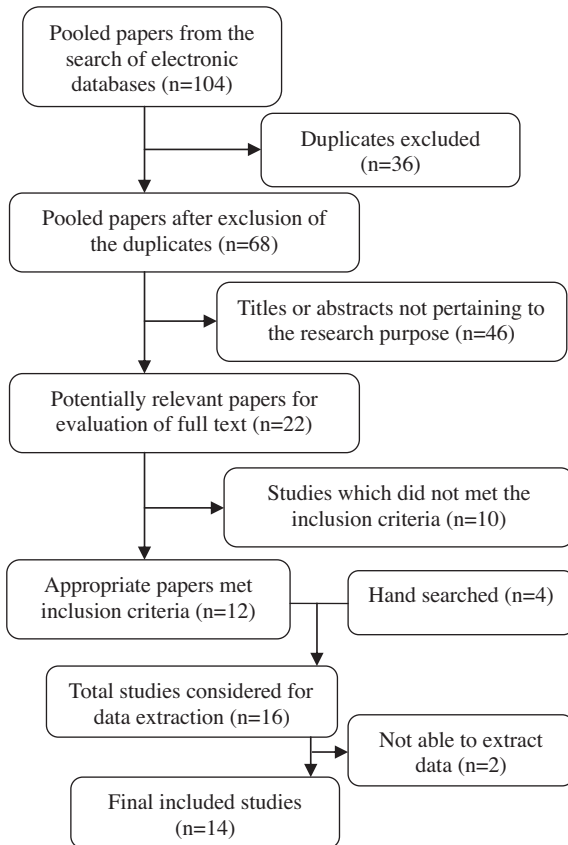 Pooled papers from the
search of electronic
databases (n=104)
Duplicates excluded
(n=36)
Pooled papers after exclusion of
the duplicates (n=68)
Titles or abstracts not pertaining to
the research purpose (n=46)
Potentially relevant papers for
evaluation of full text (n=22)
Studies which did not met the
inclusion criteria (n=10)
Appropriate papers met
inclusion criteria (n=12)
Hand searched (n=4)
Total studies considered for
data extraction (n=16)
Not able to extract
data (n=2)
Final included studies
(n=14)